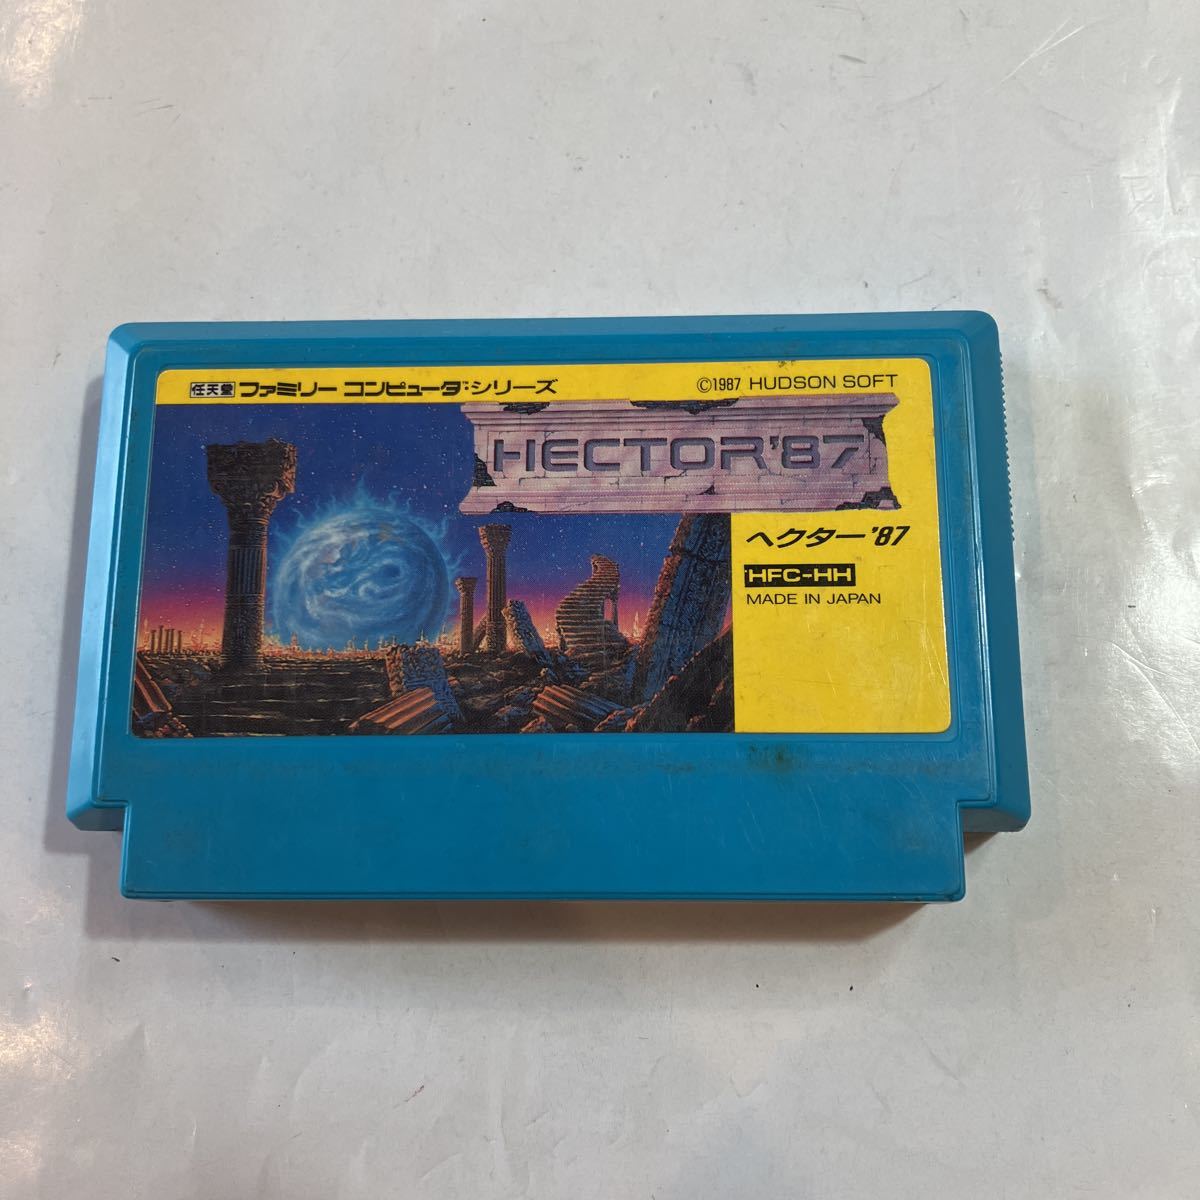 任天堂 ファミリー コンピュータ シリーズ
©1987 HUDSON SOFT
HECTOR'87
ヘクター'87
HFC-HH
MADE IN JAPAN